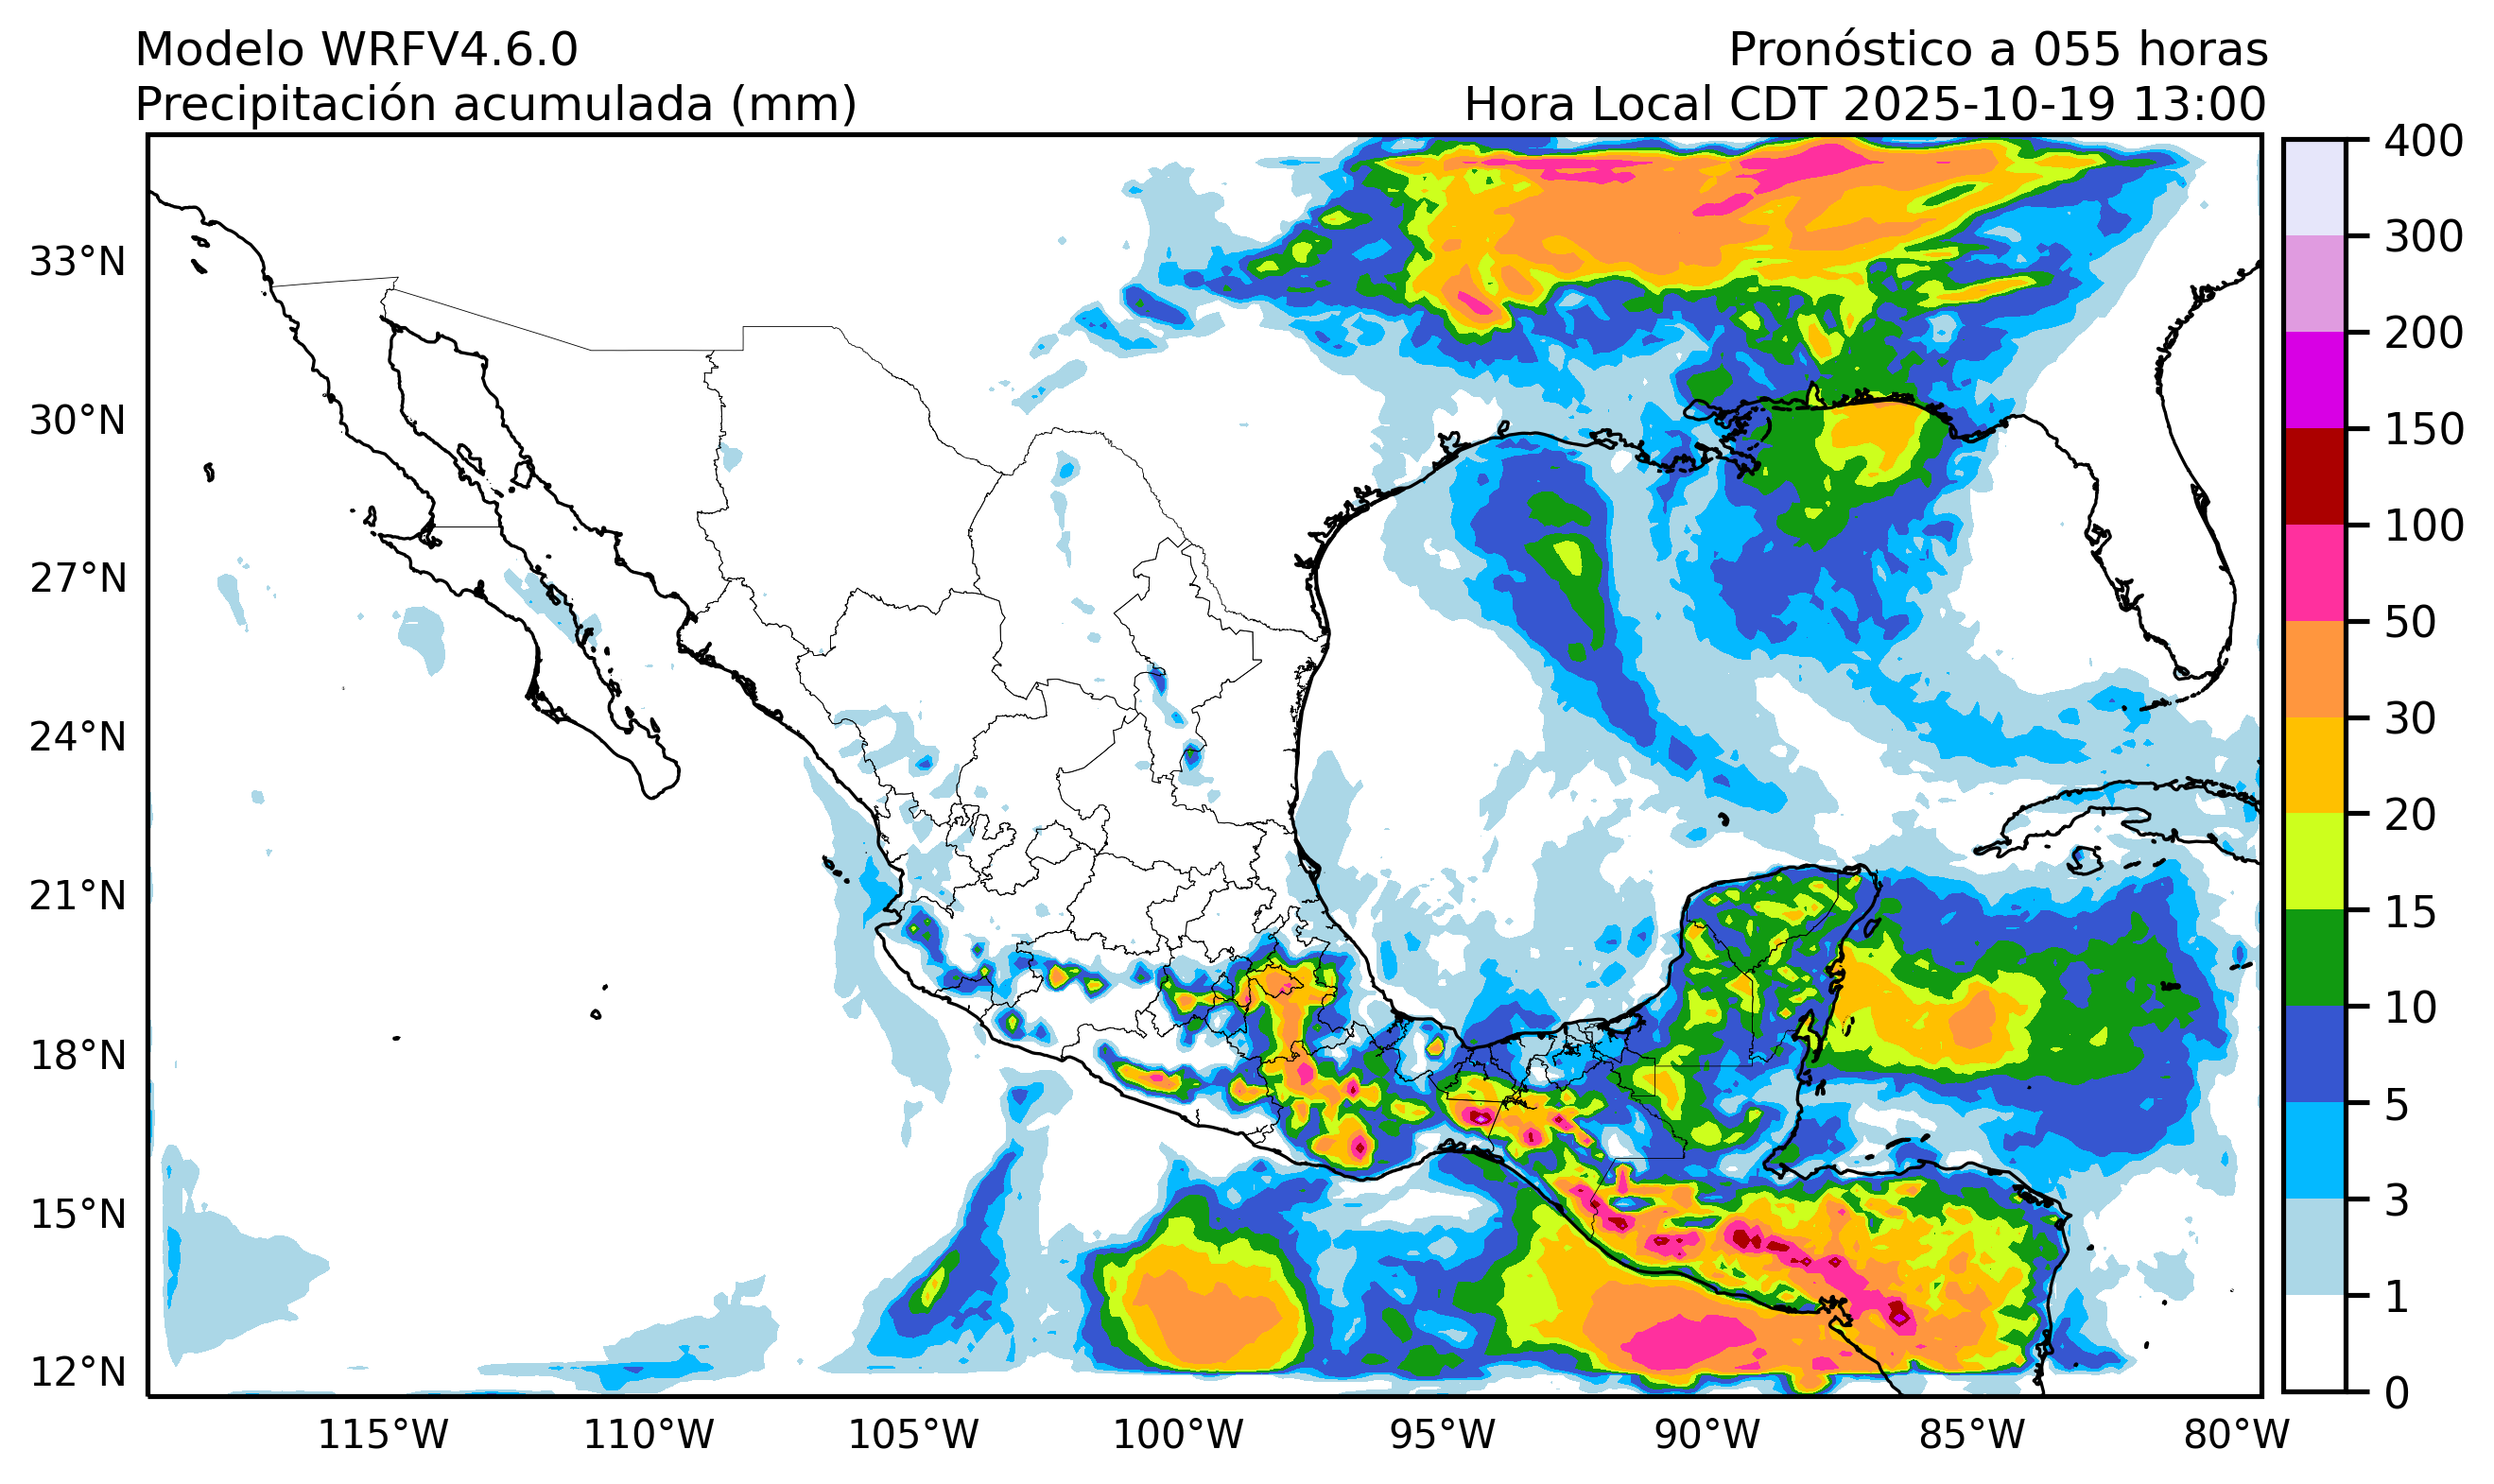 Modelo WRFV4.6.0
Pronóstico a 055 horas
Precipitación acumulada (mm)
Hora Local CDT 2025-10-19 13:00
33°N
30°N
27°N
24°N
21°N
18°N
15°N
12°N
115°W
110°W
105°W
100°W
95°W
90°W
85°W
80°W
400
300
200
150
100
50
30
20
15
10
5
3
1
0